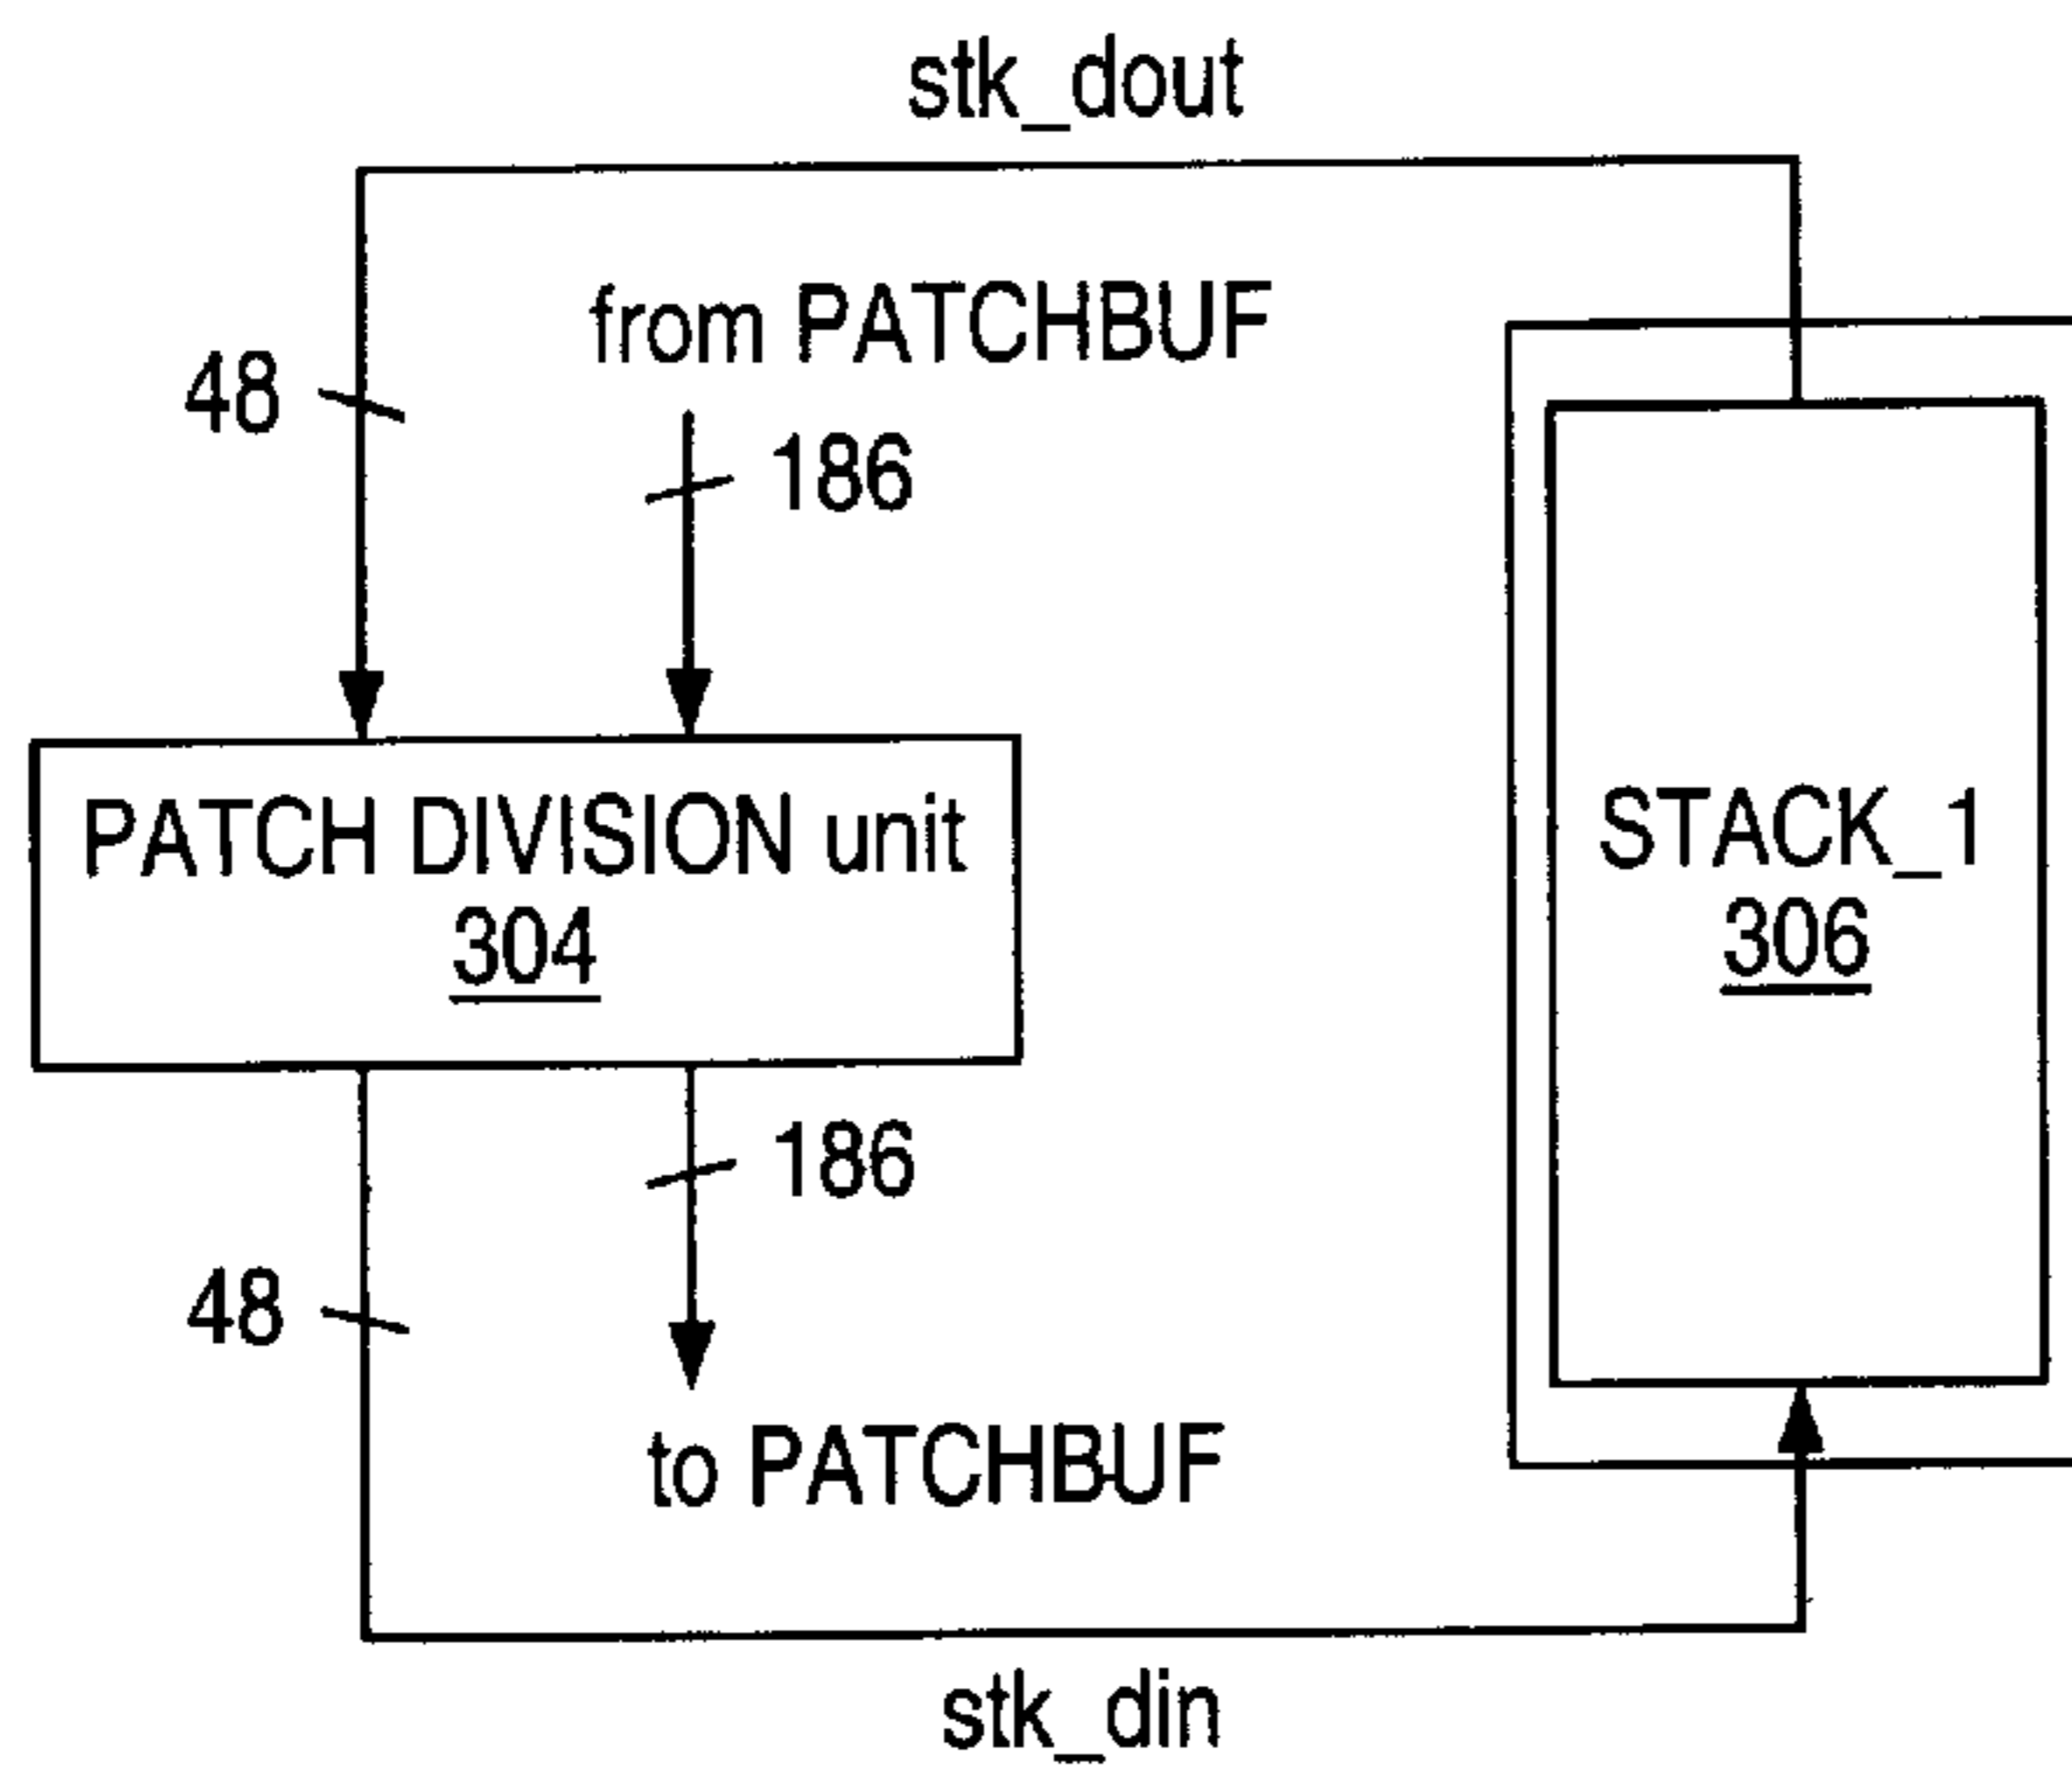 stk_dout
from PATCHBUF
48
186
PATCH DIVISION unit
304
STACK_1
306
186
48
to PATCHBUF
stk_din